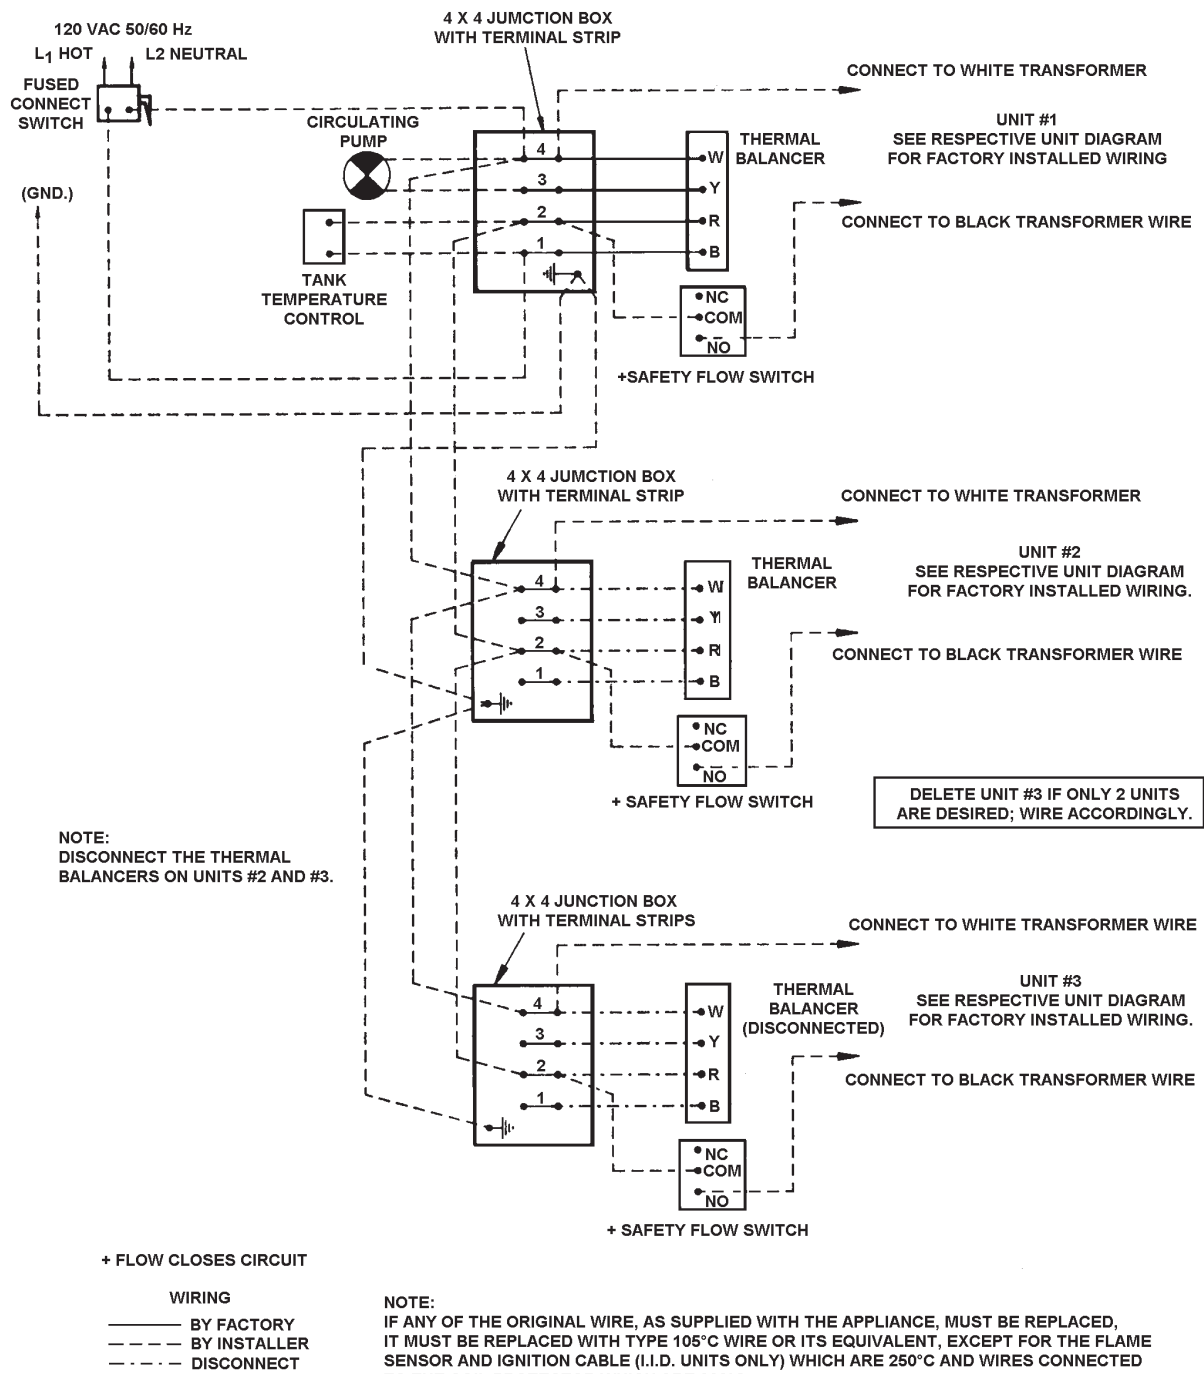 120 VAC 50/60 Hz
L1 HOT
L2 NEUTRAL
FUSED
CONNECT
SWITCH
(GND.)
CIRCULATING
PUMP
TANK
TEMPERATURE
CONTROL
4 X 4 JUMCTION BOX
WITH TERMINAL STRIP
4
3
2
1
W
Y
R
B
THERMAL
BALANCER
NC
COM
NO
+SAFETY FLOW SWITCH
CONNECT TO WHITE TRANSFORMER
UNIT #1
SEE RESPECTIVE UNIT DIAGRAM
FOR FACTORY INSTALLED WIRING
CONNECT TO BLACK TRANSFORMER WIRE
4 X 4 JUMCTION BOX
WITH TERMINAL STRIP
4
3
2
1
W
Y
R
B
THERMAL
BALANCER
NC
COM
NO
+ SAFETY FLOW SWITCH
CONNECT TO WHITE TRANSFORMER
UNIT #2
SEE RESPECTIVE UNIT DIAGRAM
FOR FACTORY INSTALLED WIRING.
CONNECT TO BLACK TRANSFORMER WIRE
DELETE UNIT #3 IF ONLY 2 UNITS
ARE DESIRED; WIRE ACCORDINGLY.
NOTE:
DISCONNECT THE THERMAL
BALANCERS ON UNITS #2 AND #3.
4 X 4 JUNCTION BOX
WITH TERMINAL STRIPS
4
3
2
1
W
Y
R
B
THERMAL
BALANCER
(DISCONNECTED)
NC
COM
NO
+ SAFETY FLOW SWITCH
CONNECT TO WHITE TRANSFORMER WIRE
UNIT #3
SEE RESPECTIVE UNIT DIAGRAM
FOR FACTORY INSTALLED WIRING.
CONNECT TO BLACK TRANSFORMER WIRE
+ FLOW CLOSES CIRCUIT
WIRING
BY FACTORY
BY INSTALLER
DISCONNECT
NOTE:
IF ANY OF THE ORIGINAL WIRE, AS SUPPLIED WITH THE APPLIANCE, MUST BE REPLACED,
IT MUST BE REPLACED WITH TYPE 105°C WIRE OR ITS EQUIVALENT, EXCEPT FOR THE FLAME
SENSOR AND IGNITION CABLE (I.I.D. UNITS ONLY) WHICH ARE 250°C AND WIRES CONNECTED